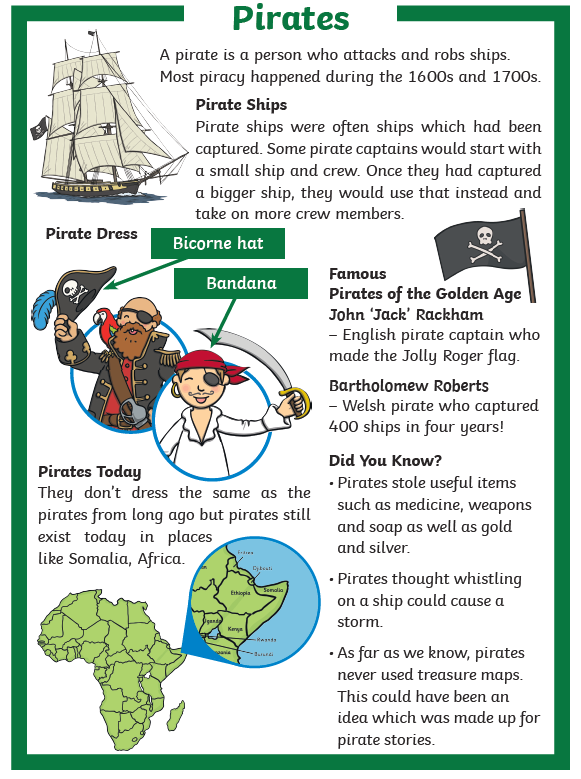 Pirates
A pirate is a person who attacks and robs ships.
Most piracy happened during the 1600s and 1700s.
Pirate Ships
Pirate ships were often ships which had been
captured. Some pirate captains would start with
a small ship and crew. Once they had captured
a bigger ship, they would use that instead and
take on more crew members.
Pirate Dress
Bicorne hat
Bandana
Famous
Pirates of the Golden Age
John ‘Jack’ Rackham
– English pirate captain who
made the Jolly Roger flag.
Bartholomew Roberts
– Welsh pirate who captured
400 ships in four years!
Pirates Today
They don’t dress the same as the
pirates from long ago but pirates still
exist today in places
like Somalia, Africa.
Eritrea
Djibouti
Ethiopia
Somalia
Uganda
Kenya
Rwanda
Burundi
Did You Know?
• Pirates stole useful items
such as medicine, weapons
and soap as well as gold
and silver.
• Pirates thought whistling
on a ship could cause a
storm.
• As far as we know, pirates
never used treasure maps.
This could have been an
idea which was made up for
pirate stories.